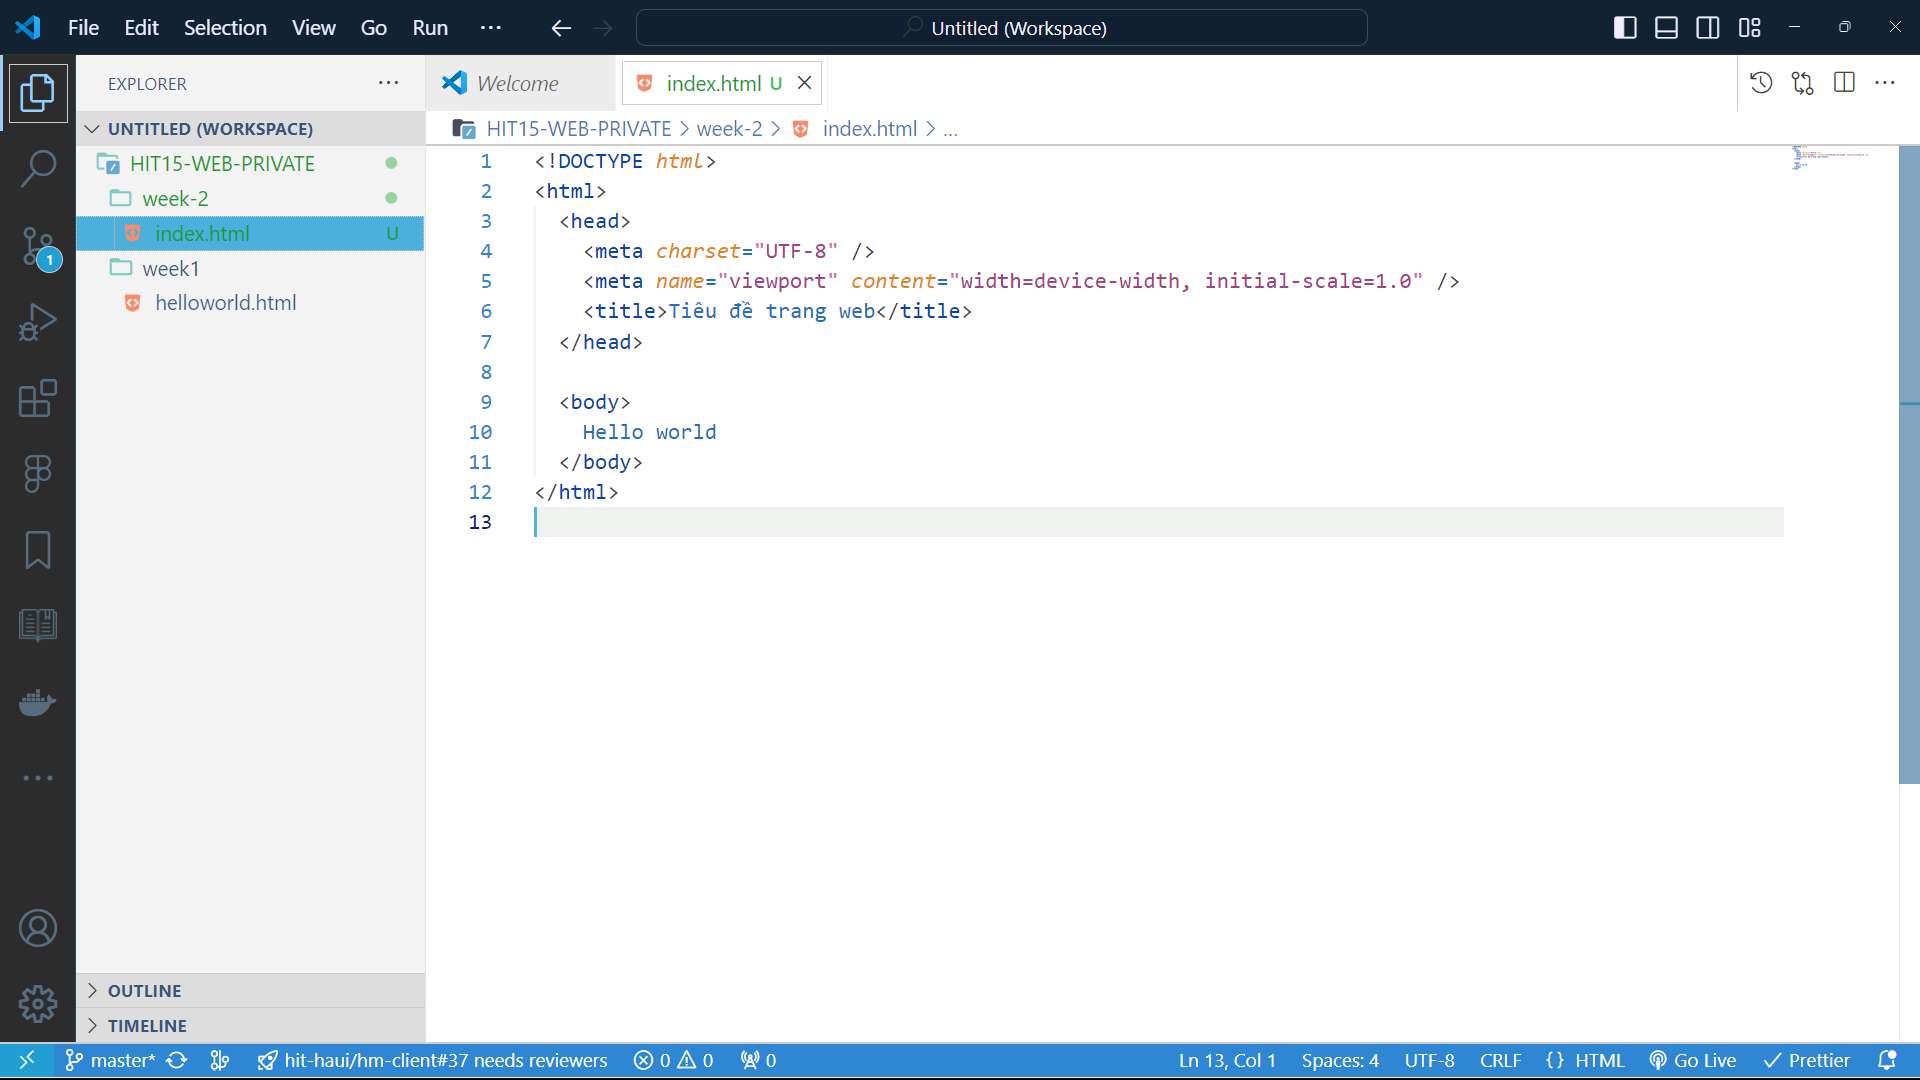 File Edit Selection View Go Run ··· Untitled (Workspace)
EXPLORER ···
Welcome
index.html U
UNTITLED (WORKSPACE)
HIT15-WEB-PRIVATE
week-2
index.html U
week1
helloworld.html
HIT15-WEB-PRIVATE > week-2 > index.html > ...
1 <!DOCTYPE html>
2 <html>
3 <head>
4 <meta charset="UTF-8" />
5 <meta name="viewport" content="width=device-width, initial-scale=1.0" />
6 <title>Tiêu đề trang web</title>
7 </head>
8
9 <body>
10 Hello world
11 </body>
12 </html>
13
1
OUTLINE
TIMELINE
master* hit-haui/hm-client#37 needs reviewers 0 0 0 Ln 13, Col 1 Spaces: 4 UTF-8 CRLF {} HTML Go Live Prettier